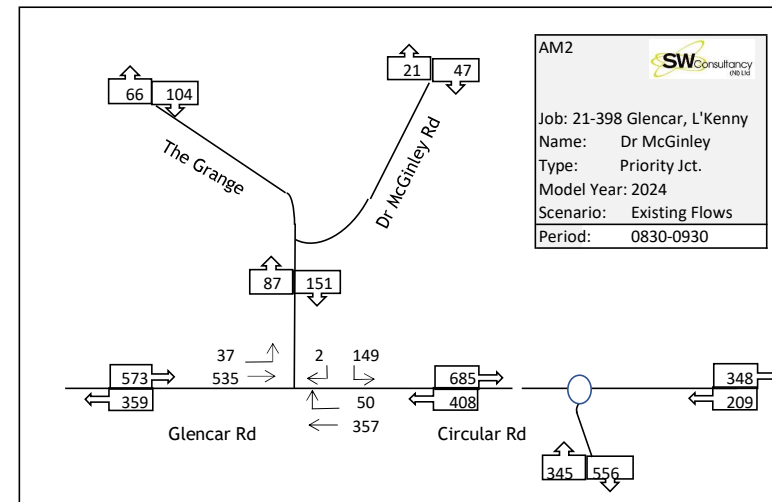 AM2
SWConsultancy
(NI) Ltd
Job: 21-398 Glencar, L'Kenny
Name: Dr McGinley
Type: Priority Jct.
Model Year: 2024
Scenario: Existing Flows
Period: 0830-0930
21 47
66 104
The Grange
Dr McGinley Rd
87 151
37 2 149
573 535 685 348
359 50 408 209
357
Glencar Rd Circular Rd
345 556